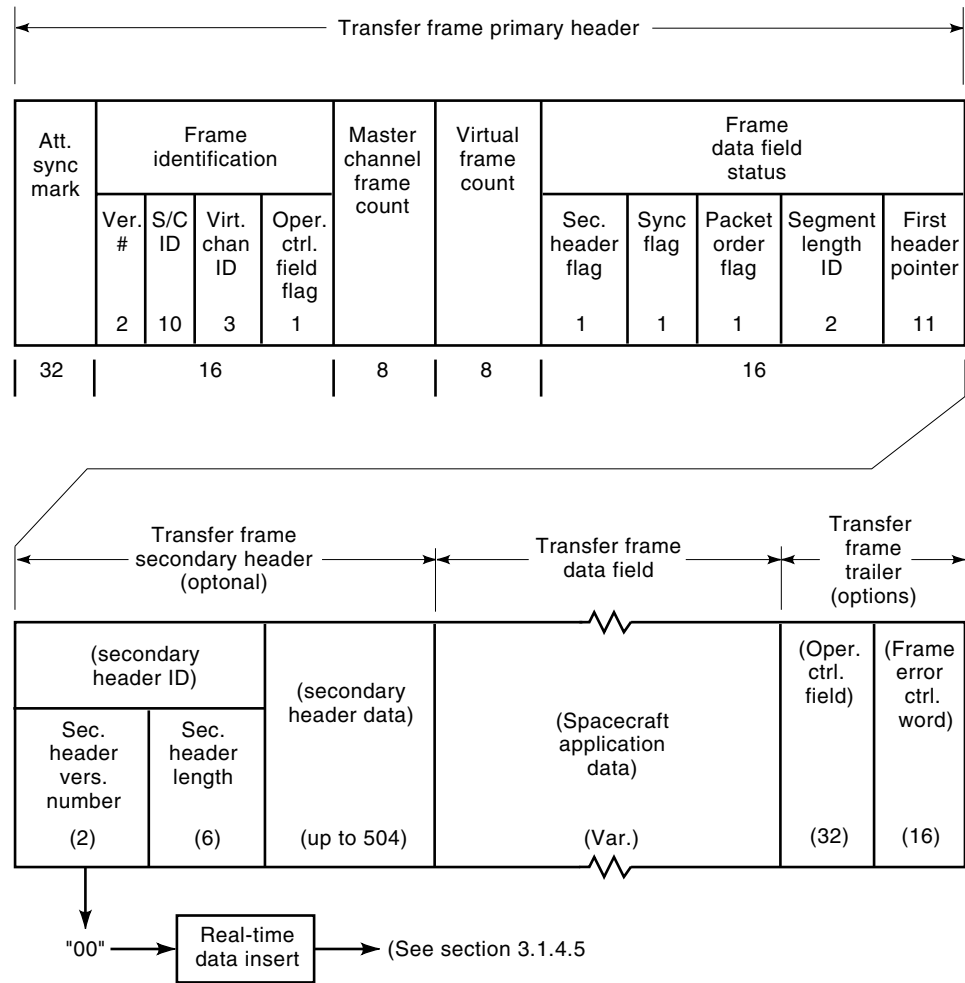 Transfer frame primary header
Att.
sync
mark
Frame
identification
Master
channel
frame
count
Virtual
frame
count
Frame
data field
status
Ver.
#
2
S/C
ID
10
Virt.
chan
ID
3
Oper.
ctrl.
field
flag
1
Sec.
header
flag
1
Sync
flag
1
Packet
order
flag
1
Segment
length
ID
2
First
header
pointer
11
32
16
8
8
16
Transfer frame
secondary header
(optonal)
Transfer frame
data field
Transfer
frame
trailer
(options)
(secondary
header ID)
Sec.
header
vers.
number
(2)
Sec.
header
length
(6)
(secondary
header data)
(up to 504)
(Spacecraft
application
data)
(Var.)
(Oper.
ctrl.
field)
(32)
(Frame
error
ctrl.
word)
(16)
"00"
Real-time
data insert
(See section 3.1.4.5